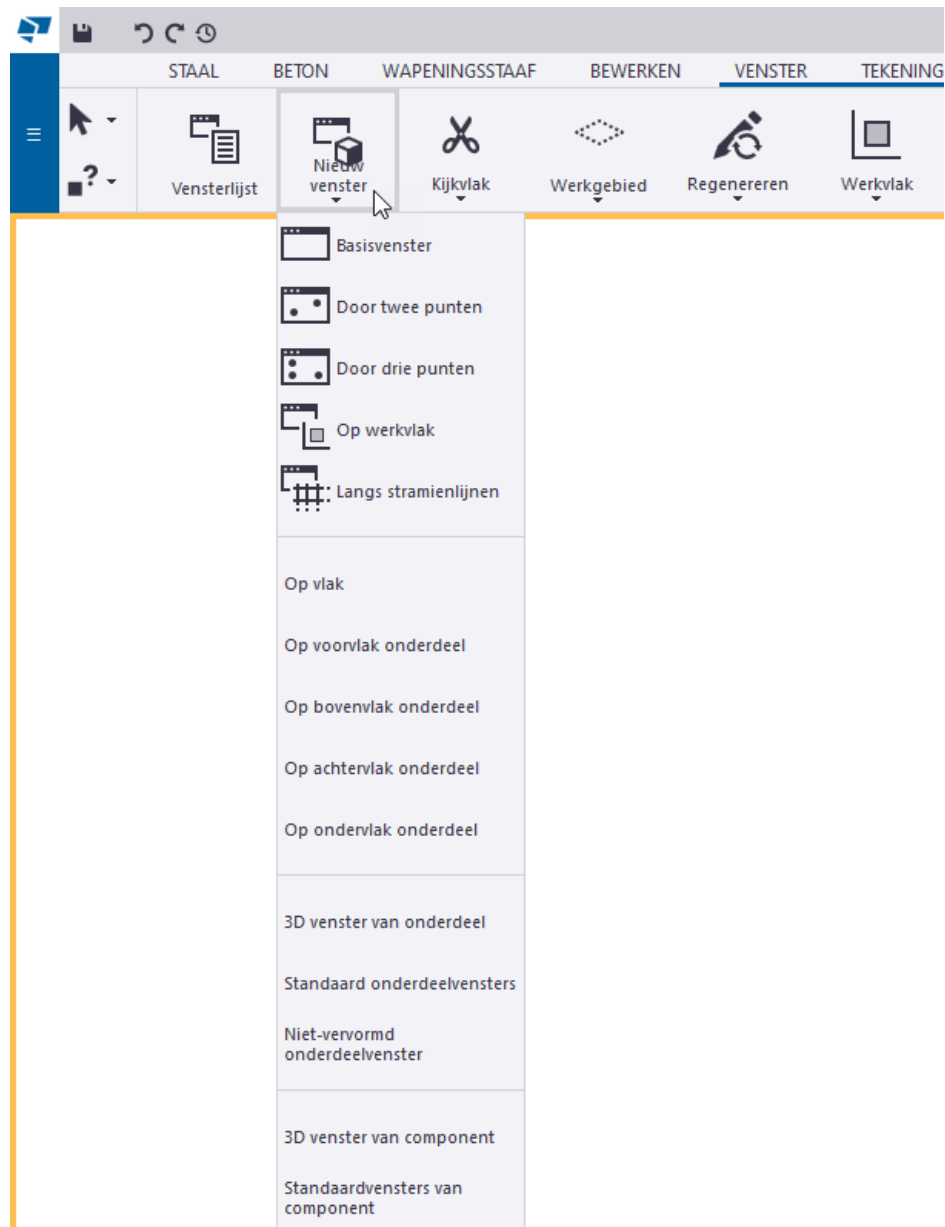 STAAL BETON WAPENINGSSTAAF BEWERKEN VENSTER TEKENING
?
Vensterlijst
Nieuw
venster
Kijkvlak
Werkgebied
Regenereren
Werkvlak
Basisvenster
Door twee punten
Door drie punten
Op werkvlak
Langs stramienlijnen
Op vlak
Op voorvlak onderdeel
Op bovenvlak onderdeel
Op achtervlak onderdeel
Op ondervlak onderdeel
3D venster van onderdeel
Standaard onderdeelvensters
Niet-vervormd
onderdeelvenster
3D venster van component
Standaardvensters van
component